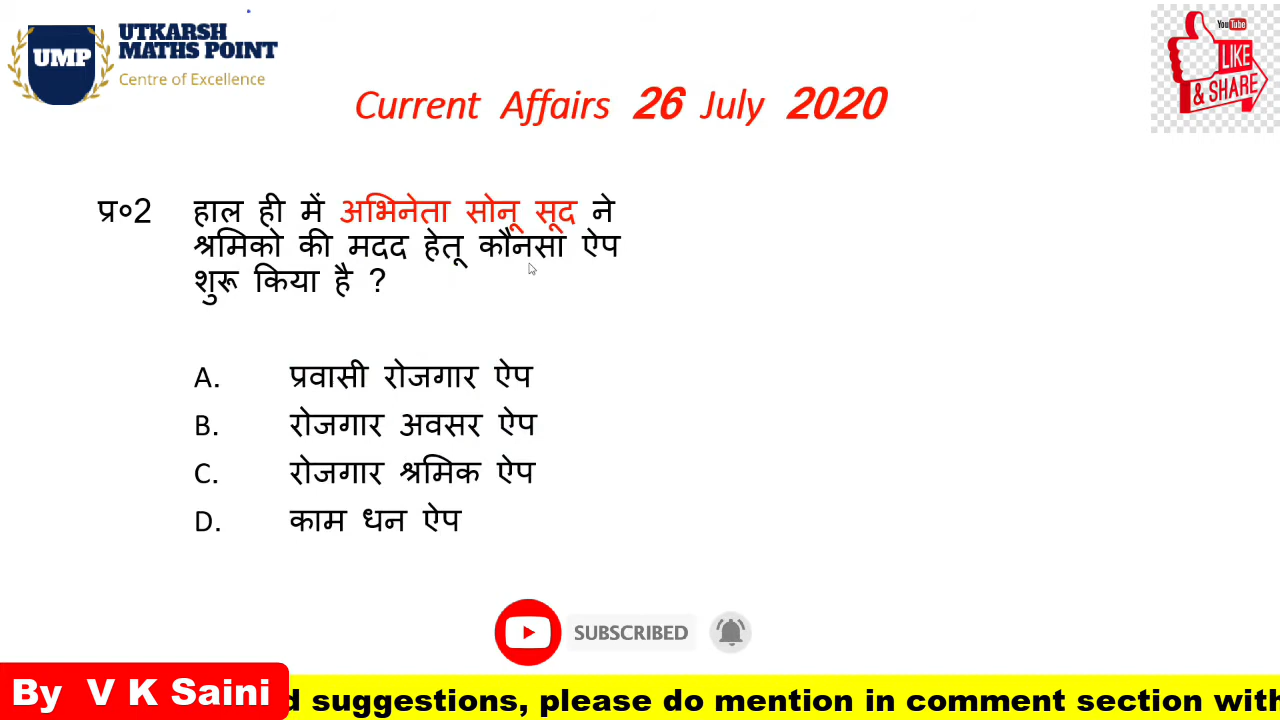 UTKARSH
MATHS POINT
UMP
Centre of Excellence
YouTube
LIKE
& SHARE
Current Affairs 26 July 2020
प्र०2 हाल ही में अभिनेता सोनू सूद ने
श्रमिको की मदद हेतू कौनसा ऐप
शुरू किया है ?
A. प्रवासी रोजगार ऐप
B. रोजगार अवसर ऐप
C. रोजगार श्रमिक ऐप
D. काम धन ऐप
SUBSCRIBED
By V K Saini
d suggestions, please do mention in comment section with